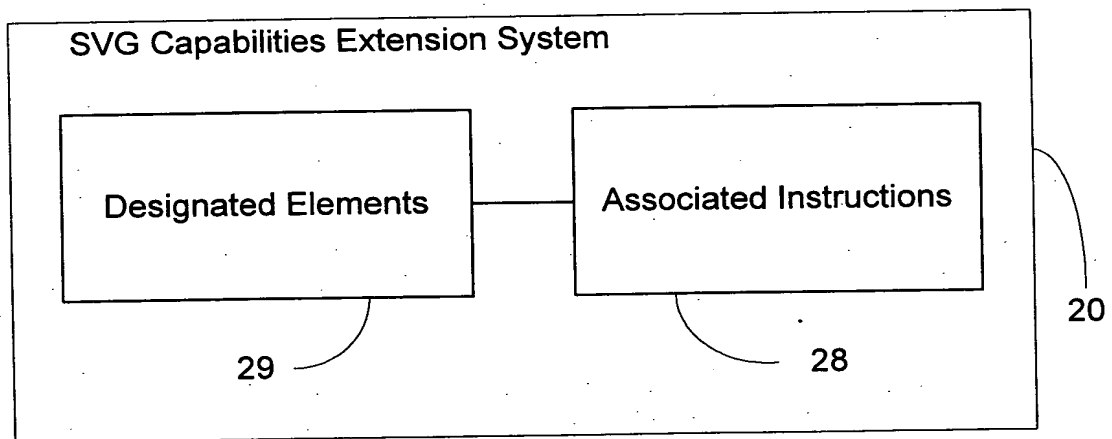 SVG Capabilities Extension System
Designated Elements
Associated Instructions
20
29
28